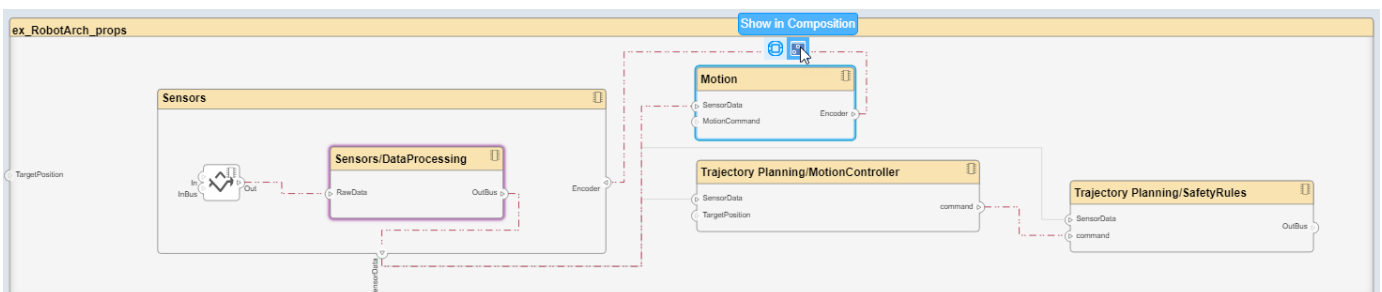 Show in Composition
ex_RobotArch_props
Motion
SensorData
MotionCommand
Encoder
Sensors
Sensors/DataProcessing
RawData
OutBus
In
InBus
Out
Encoder
TargetPosition
Trajectory Planning/MotionController
SensorData
TargetPosition
command
Trajectory Planning/SafetyRules
SensorData
command
OutBus